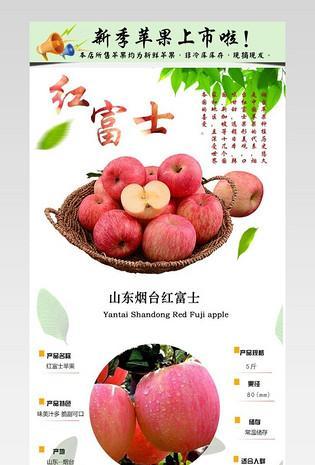 新季苹果上市啦！
本店所售苹果均为新鲜苹果，非冷库库存，现摘现发。
红富士
山东烟台红富士
Yantai Shandong Red Fuji apple
产品名称
红富士苹果
产品规格
5斤
果径
80(mm)
产品特色
味美汁多 脆甜可口
储存
常温储存
产地
山东--烟台
适合人群